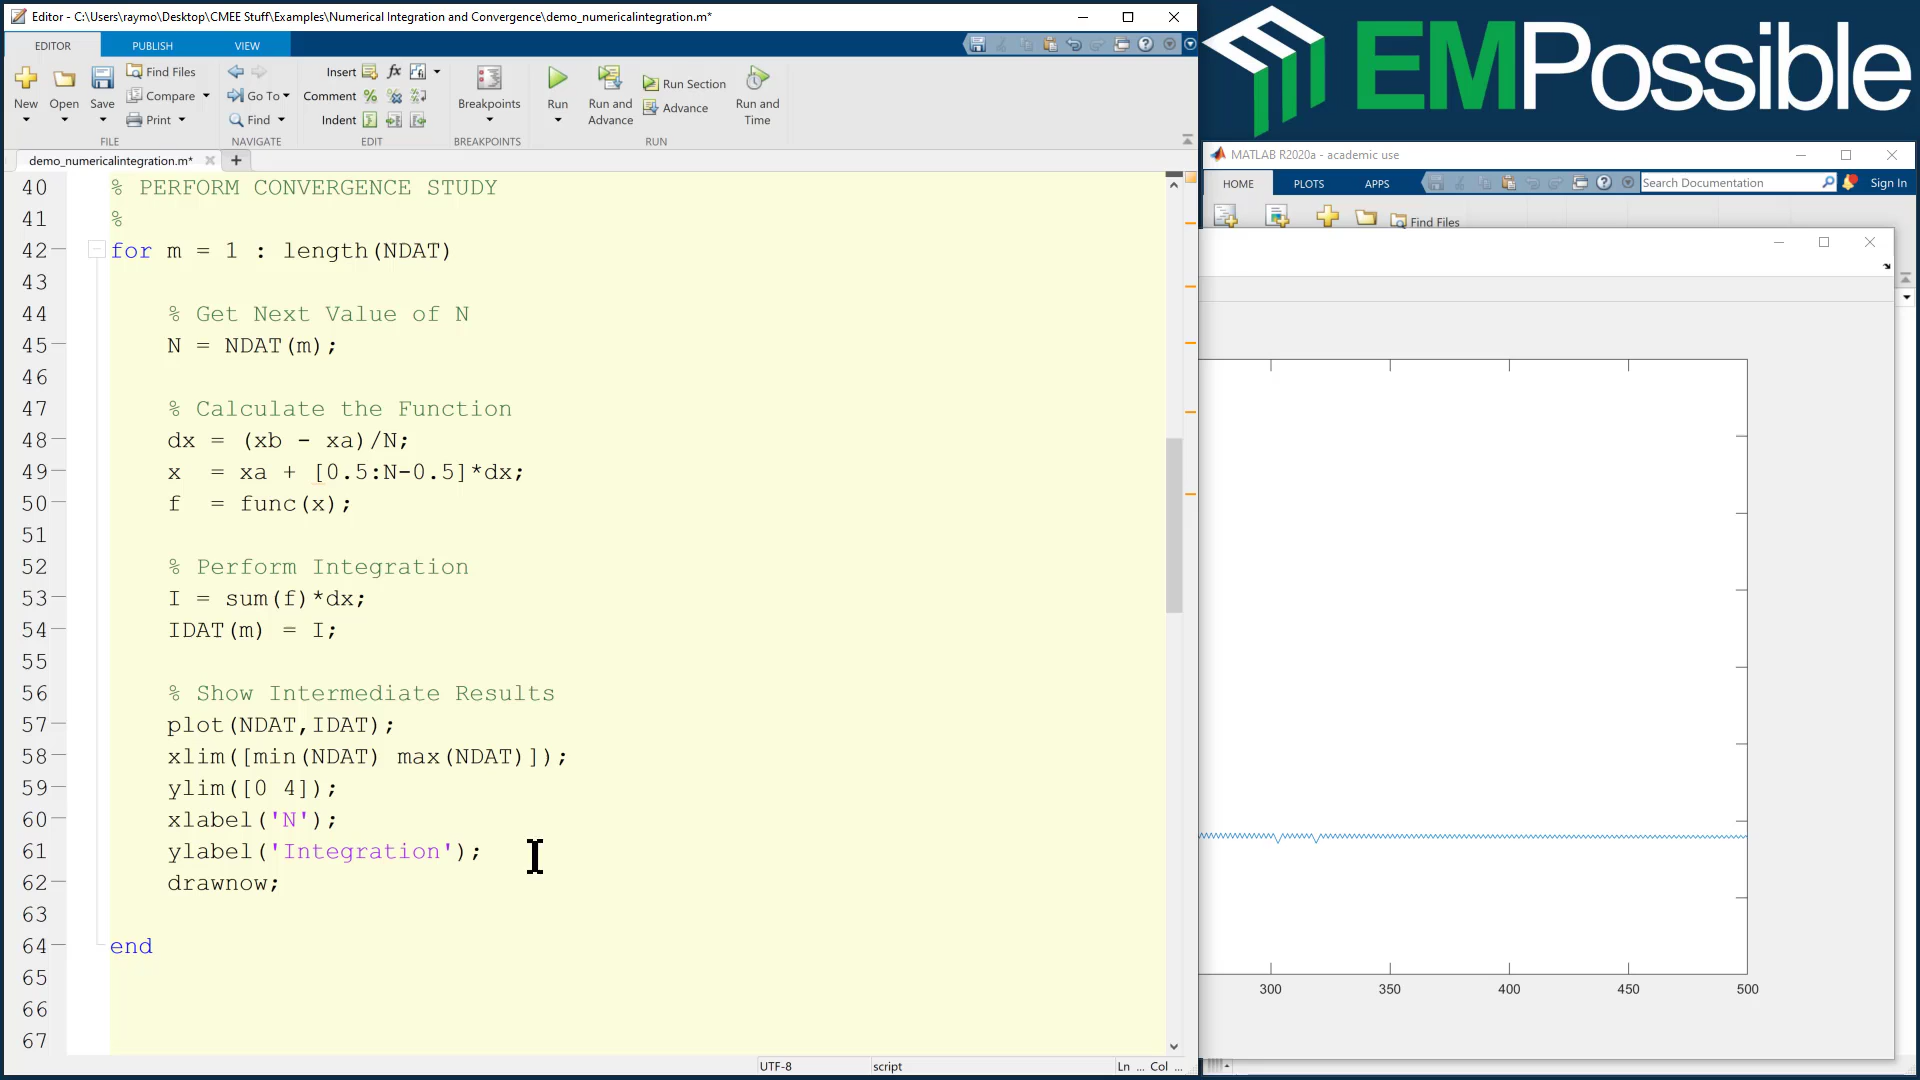 Editor - C:\Users\raymo\Desktop\CMEE Stuff\Examples\Numerical Integration and Convergence\demo_numericalintegration.m*
EDITOR PUBLISH VIEW
New Open Save Find Files Compare Print
FILE
Go To Find
NAVIGATE
Insert fx
Comment
Indent
EDIT
Breakpoints
BREAKPOINTS
Run Run and Advance Run Section Advance Run and Time
RUN
demo_numericalintegration.m*
40 % PERFORM CONVERGENCE STUDY
41 %
42 for m = 1 : length(NDAT)
43
44 % Get Next Value of N
45 N = NDAT(m);
46
47 % Calculate the Function
48 dx = (xb - xa)/N;
49 x  = xa + [0.5:N-0.5]*dx;
50 f  = func(x);
51
52 % Perform Integration
53 I = sum(f)*dx;
54 IDAT(m) = I;
55
56 % Show Intermediate Results
57 plot(NDAT,IDAT);
58 xlim([min(NDAT) max(NDAT)]);
59 ylim([0 4]);
60 xlabel('N');
61 ylabel('Integration');
62 drawnow;
63
64 end
65
66
67
UTF-8 script Ln ... Col ...
EMPossible
MATLAB R2020a - academic use
HOME PLOTS APPS Search Documentation Sign In
Find Files
300 350 400 450 500